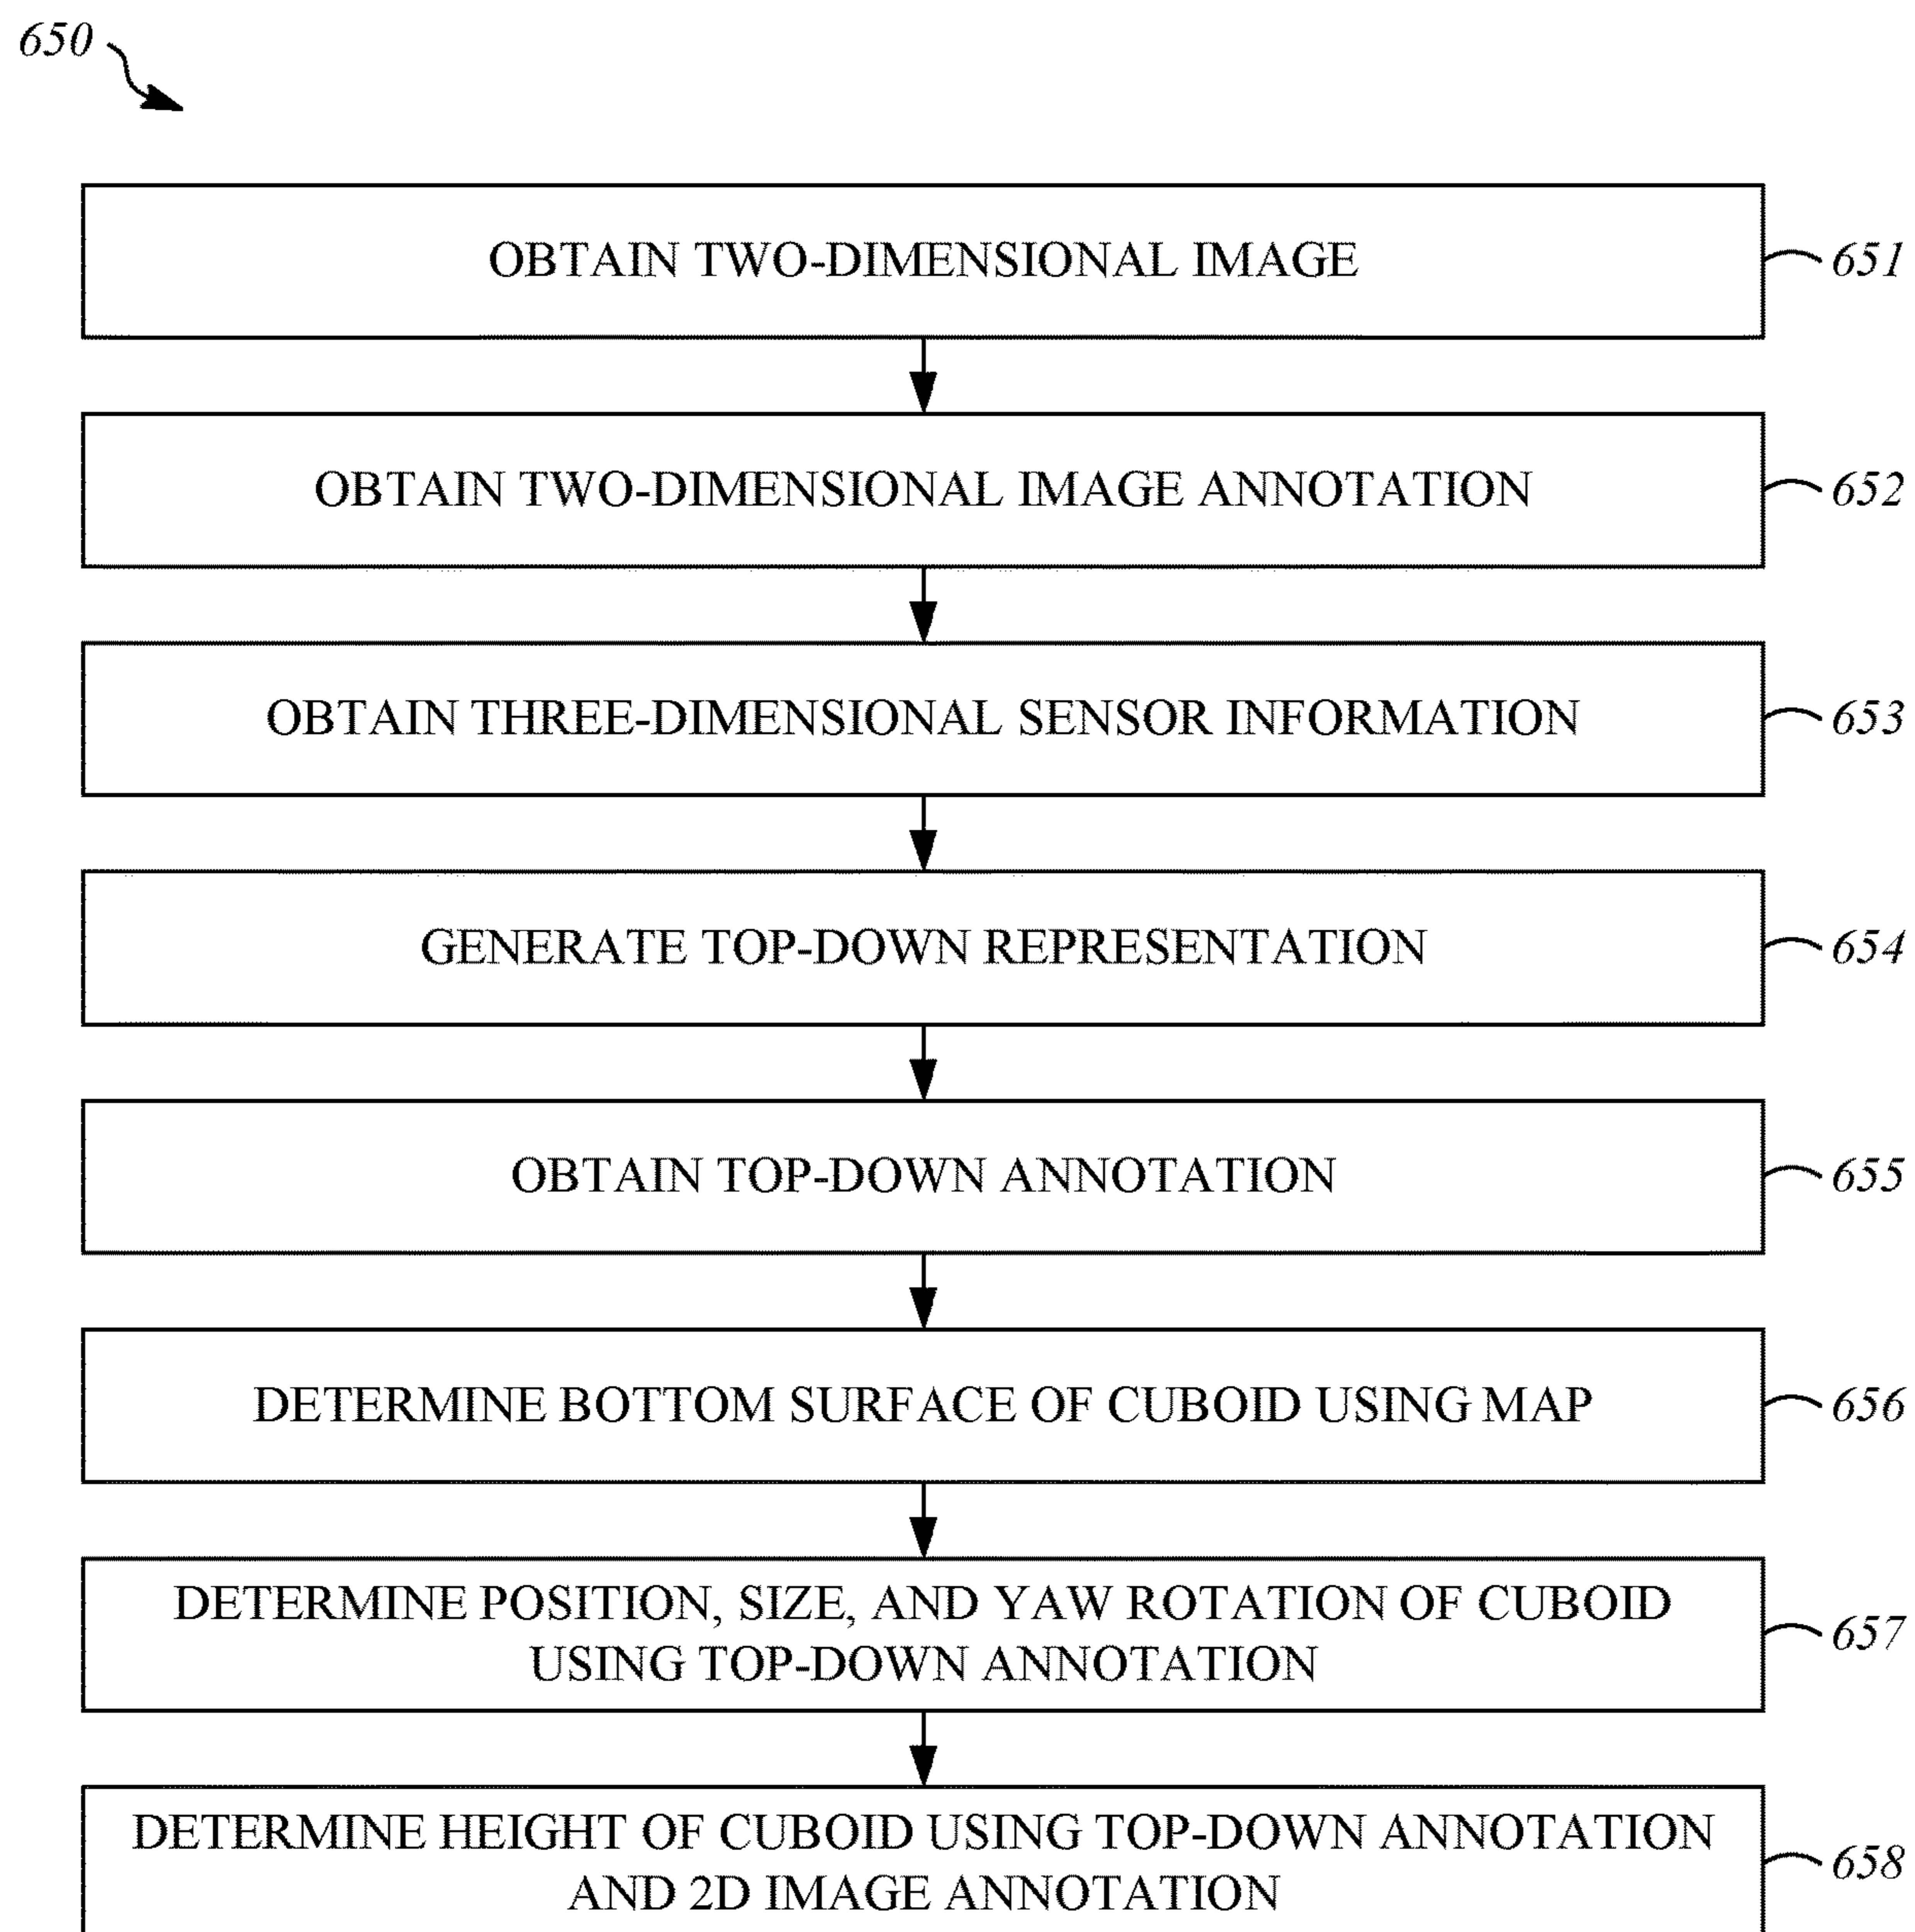 650
OBTAIN TWO-DIMENSIONAL IMAGE
651
OBTAIN TWO-DIMENSIONAL IMAGE ANNOTATION
652
OBTAIN THREE-DIMENSIONAL SENSOR INFORMATION
653
GENERATE TOP-DOWN REPRESENTATION
654
OBTAIN TOP-DOWN ANNOTATION
655
DETERMINE BOTTOM SURFACE OF CUBOID USING MAP
656
DETERMINE POSITION, SIZE, AND YAW ROTATION OF CUBOID
USING TOP-DOWN ANNOTATION
657
DETERMINE HEIGHT OF CUBOID USING TOP-DOWN ANNOTATION
AND 2D IMAGE ANNOTATION
658